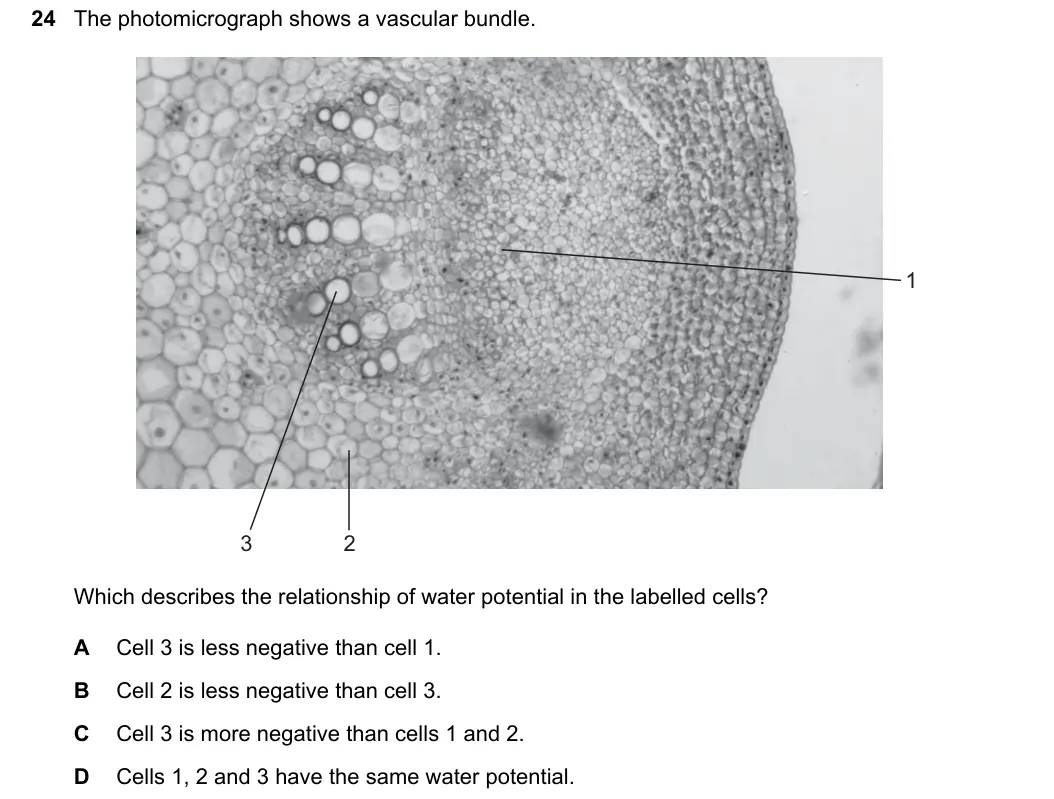 24 The photomicrograph shows a vascular bundle.
1
3
2
Which describes the relationship of water potential in the labelled cells?
A Cell 3 is less negative than cell 1.
B Cell 2 is less negative than cell 3.
C Cell 3 is more negative than cells 1 and 2.
D Cells 1, 2 and 3 have the same water potential.